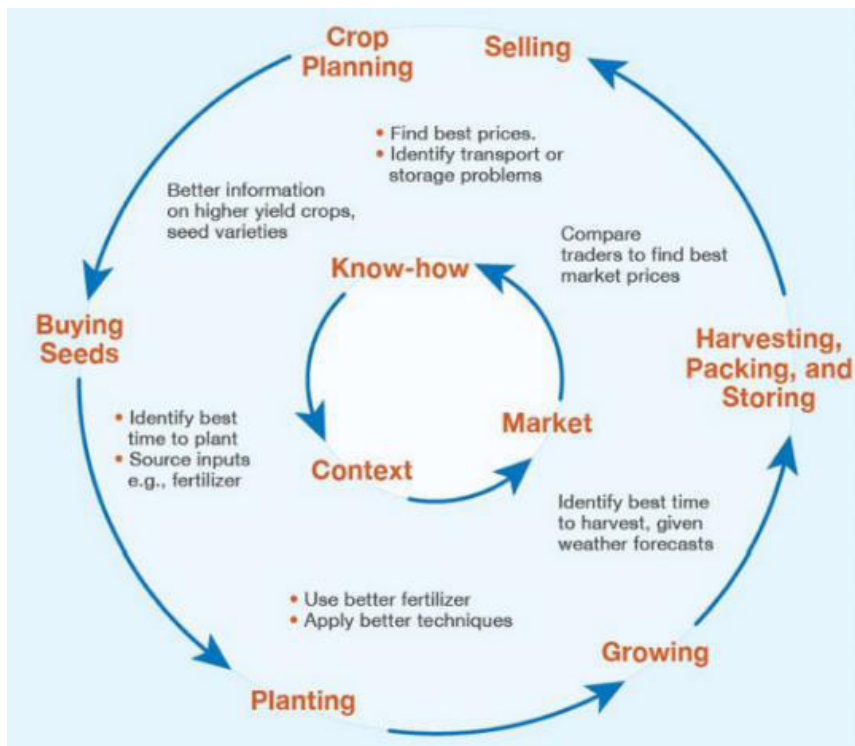 Crop
Planning
Selling
• Find best prices.
• Identify transport or
storage problems
Better information
on higher yield crops,
seed varieties
Compare
traders to find best
market prices
Know-how
Buying
Seeds
Harvesting,
Packing, and
Storing
• Identify best
time to plant
• Source inputs
e.g., fertilizer
Market
Context
Identify best time
to harvest, given
weather forecasts
• Use better fertilizer
• Apply better techniques
Growing
Planting